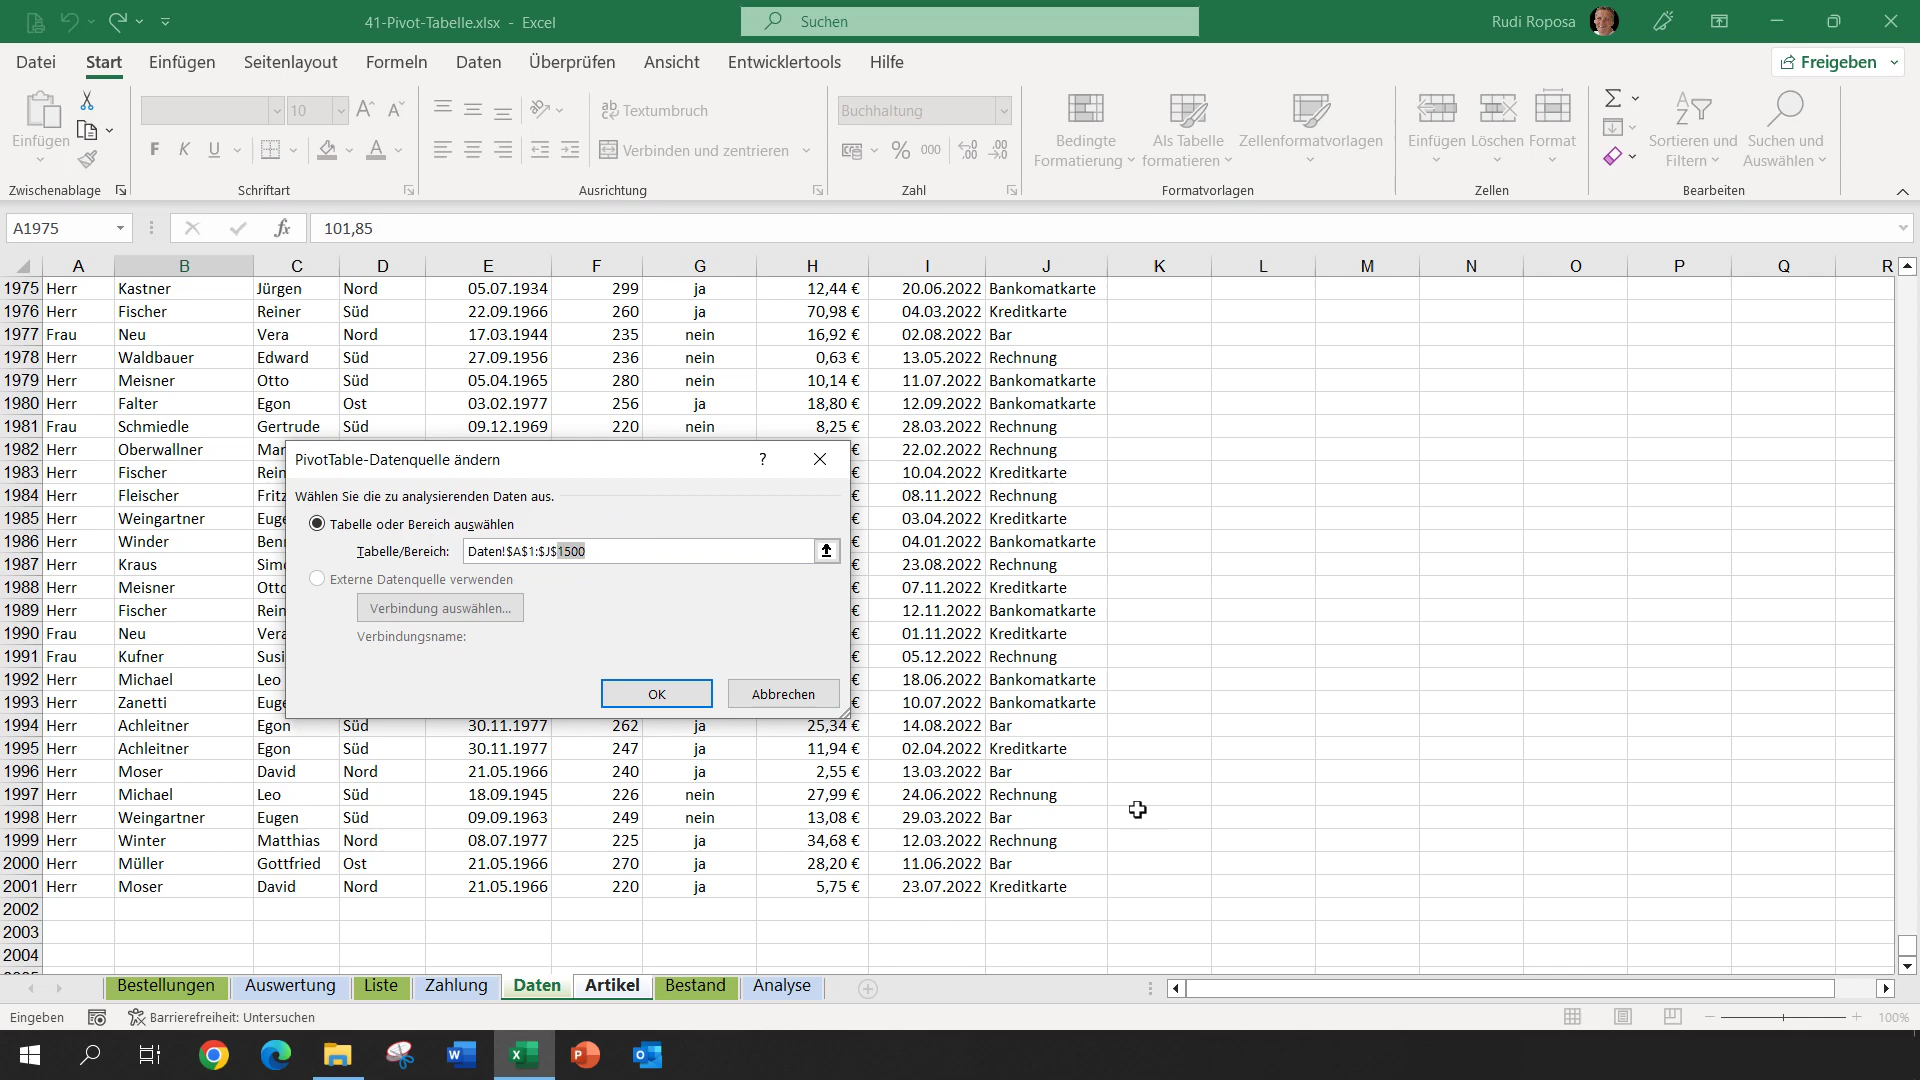 41-Pivot-Tabelle.xlsx - Excel
Suchen
Rudi Roposa
Datei Start Einfügen Seitenlayout Formeln Daten Überprüfen Ansicht Entwicklertools Hilfe
Freigeben
Einfügen
Zwischenablage
10
F K U
Schriftart
Textumbruch
Verbinden und zentrieren
Ausrichtung
Buchhaltung
% 000
Zahl
Bedingte Formatierung
Als Tabelle formatieren
Zellenformatvorlagen
Formatvorlagen
Einfügen Löschen Format
Zellen
Sortieren und Filtern
Suchen und Auswählen
Bearbeiten
A1975 fx 101,85
A B C D E F G H I J K L M N O P Q R
1975 Herr Kastner Jürgen Nord 05.07.1934 299 ja 12,44 € 20.06.2022 Bankomatkarte
1976 Herr Fischer Reiner Süd 22.09.1966 260 ja 70,98 € 04.03.2022 Kreditkarte
1977 Frau Neu Vera Nord 17.03.1944 235 nein 16,92 € 02.08.2022 Bar
1978 Herr Waldbauer Edward Süd 27.09.1956 236 nein 0,63 € 13.05.2022 Rechnung
1979 Herr Meisner Otto Süd 05.04.1965 280 nein 10,14 € 11.07.2022 Bankomatkarte
1980 Herr Falter Egon Ost 03.02.1977 256 ja 18,80 € 12.09.2022 Bankomatkarte
1981 Frau Schmiedle Gertrude Süd 09.12.1969 220 nein 8,25 € 28.03.2022 Rechnung
1982 Herr Oberwallner Mar € 22.02.2022 Rechnung
1983 Herr Fischer Rein € 10.04.2022 Kreditkarte
1984 Herr Fleischer Fritz € 08.11.2022 Rechnung
1985 Herr Weingartner Euge € 03.04.2022 Kreditkarte
1986 Herr Winder Ben € 04.01.2022 Bankomatkarte
1987 Herr Kraus Sim € 23.08.2022 Rechnung
1988 Herr Meisner Otto € 07.11.2022 Kreditkarte
1989 Herr Fischer Rein € 12.11.2022 Bankomatkarte
1990 Frau Neu Vera € 01.11.2022 Kreditkarte
1991 Frau Kufner Susi € 05.12.2022 Rechnung
1992 Herr Michael Leo € 18.06.2022 Bankomatkarte
1993 Herr Zanetti Euge € 10.07.2022 Bankomatkarte
1994 Herr Achleitner Egon Süd 30.11.1977 262 ja 25,34 € 14.08.2022 Bar
1995 Herr Achleitner Egon Süd 30.11.1977 247 ja 11,94 € 02.04.2022 Kreditkarte
1996 Herr Moser David Nord 21.05.1966 240 ja 2,55 € 13.03.2022 Bar
1997 Herr Michael Leo Süd 18.09.1945 226 nein 27,99 € 24.06.2022 Rechnung
1998 Herr Weingartner Eugen Süd 09.09.1963 249 nein 13,08 € 29.03.2022 Bar
1999 Herr Winter Matthias Nord 08.07.1977 225 ja 34,68 € 12.03.2022 Rechnung
2000 Herr Müller Gottfried Ost 21.05.1966 270 ja 28,20 € 11.06.2022 Bar
2001 Herr Moser David Nord 21.05.1966 220 ja 5,75 € 23.07.2022 Kreditkarte
2002
2003
2004
PivotTable-Datenquelle ändern ?
Wählen Sie die zu analysierenden Daten aus.
Tabelle oder Bereich auswählen
Tabelle/Bereich: Daten!$A$1:$J$1500
Externe Datenquelle verwenden
Verbindung auswählen...
Verbindungsname:
OK Abbrechen
Bestellungen Auswertung Liste Zahlung Daten Artikel Bestand Analyse
Eingeben Barrierefreiheit: Untersuchen 100%